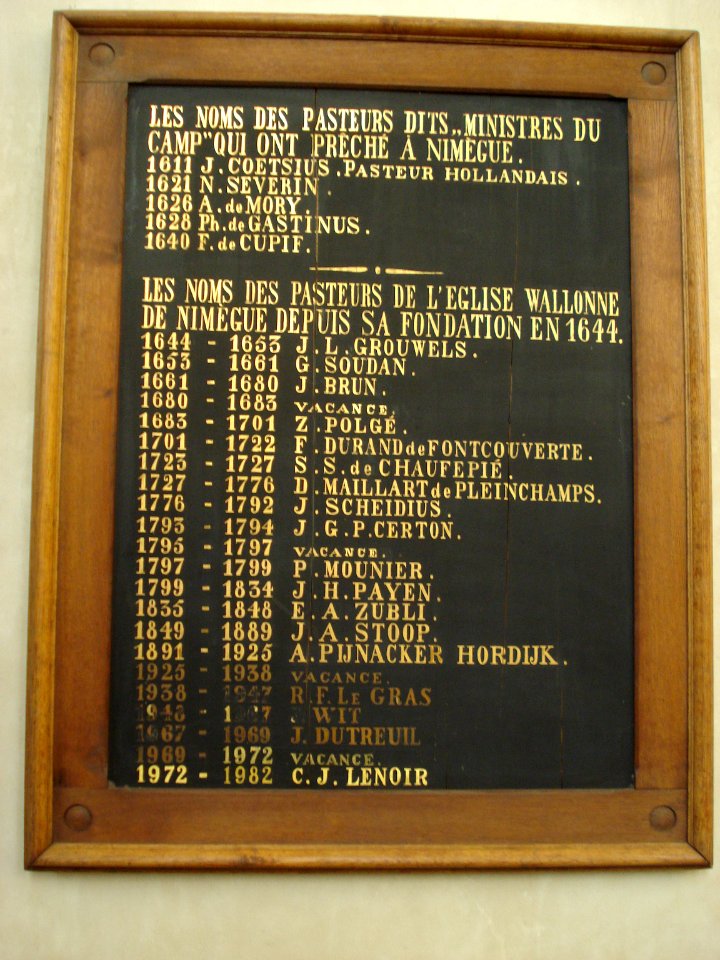 LES NOMS DES PASTEURS DITS „MINISTRES DU
CAMP" QUI ONT PRÊCHÉ À NIMÈGUE.
1611 J. COETSIUS. PASTEUR HOLLANDAIS.
1621 N. SEVERIN.
1626 A. de MORY.
1628 Ph. de GASTINUS.
1640 F. de CUPIF.
LES NOMS DES PASTEURS DE L'EGLISE WALLONNE
DE NIMÈGUE DEPUIS SA FONDATION EN 1644.
1644 - 1653 J. L. GROUWELS.
1653 - 1661 G. SOUDAN.
1661 - 1680 J. BRUN.
1680 - 1683 VACANCE.
1683 - 1701 Z. POLGÉ.
1701 - 1722 F. DURAND de FONTCOUVERTE.
1723 - 1727 S. S. de CHAUFEPIÉ.
1727 - 1776 D. MAILLART de PLEINCHAMPS.
1776 - 1792 J. SCHEIDIUS.
1793 - 1794 J. G. P. CERTON.
1795 - 1797 VACANCE.
1797 - 1799 P. MOUNIER.
1799 - 1834 J. H. PAYEN.
1835 - 1848 E. A. ZUBLI.
1849 - 1889 J. A. STOOP.
1891 - 1925 A. PIJNACKER HORDIJK.
1925 - 1938 VACANCE.
1938 - 1947 R. F. LE GRAS
1948 - WIT
1967 - 1969 J. DUTREUIL
1969 - 1972 VACANCE.
1972 - 1982 C. J. LENOIR